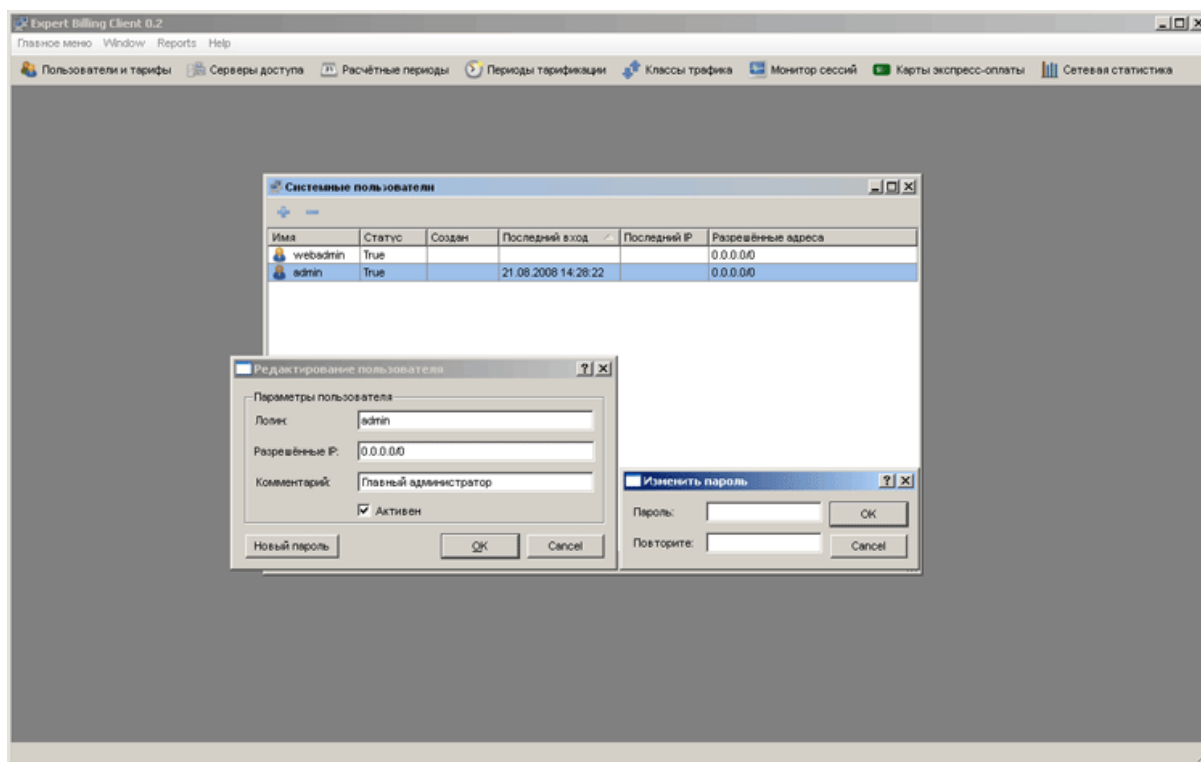 Expert Billing Client 0.2
Главное меню Window Reports Help
Пользователи и тарифы Серверы доступа Расчётные периоды Периоды тарификации Классы трафика Монитор сессий Карты экспресс-оплаты Сетевая статистика
Системные пользователи
Имя Статус Создан Последний вход Последний IP Разрешённые адреса
webadmin True 0.0.0.0/0
admin True 21.08.2008 14:28:22 0.0.0.0/0
Редактирование пользователя
Параметры пользователя
Логин: admin
Разрешённые IP: 0.0.0.0/0
Комментарий: Главный администратор
Активен
Новый пароль OK Cancel
Изменить пароль
Пароль: OK
Повторите: Cancel